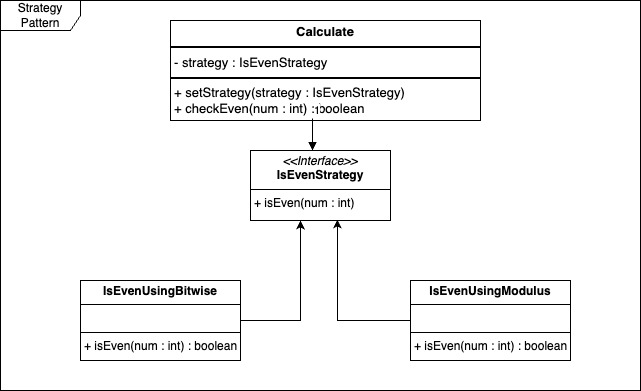 Strategy
Pattern
Calculate
- strategy : IsEvenStrategy
+ setStrategy(strategy : IsEvenStrategy)
+ checkEven(num : int) : boolean
1
<<Interface>>
IsEvenStrategy
+ isEven(num : int)
IsEvenUsingBitwise
+ isEven(num : int) : boolean
IsEvenUsingModulus
+ isEven(num : int) : boolean